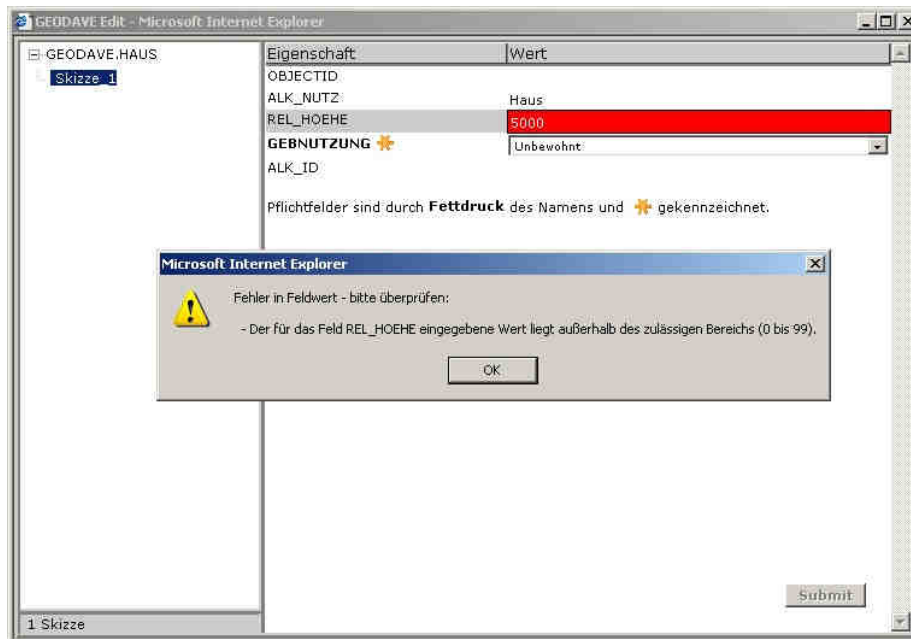 GEODAVE Edit - Microsoft Internet Explorer
GEODAVE.HAUS
Skizze_1
Eigenschaft Wert
OBJECTID
ALK_NUTZ Haus
REL_HOEHE 5000
GEBNUTZUNG Unbewohnt
ALK_ID
Pflichtfelder sind durch Fettdruck des Namens und gekennzeichnet.
Microsoft Internet Explorer
Fehler in Feldwert - bitte überprüfen:
- Der für das Feld REL_HOEHE eingegebene Wert liegt außerhalb des zulässigen Bereichs (0 bis 99).
OK
Submit
1 Skizze